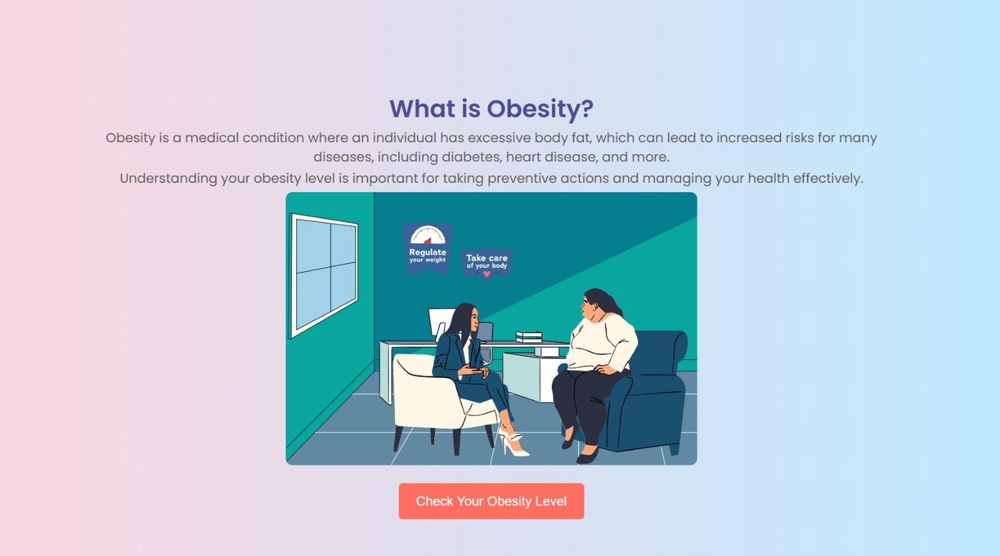 What is Obesity?
Obesity is a medical condition where an individual has excessive body fat, which can lead to increased risks for many
diseases, including diabetes, heart disease, and more.
Understanding your obesity level is important for taking preventive actions and managing your health effectively.
Regulate
your weight
Take care
of your body
Check Your Obesity Level